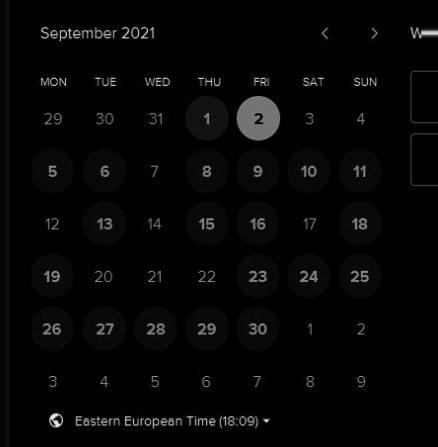 September 2021
MON TUE WED THU FRI SAT SUN
29 30 31 1 2 3 4
5 6 7 8 9 10 11
12 13 14 15 16 17 18
19 20 21 22 23 24 25
26 27 28 29 30 1 2
3 4 5 6 7 8 9
Eastern European Time (18:09)